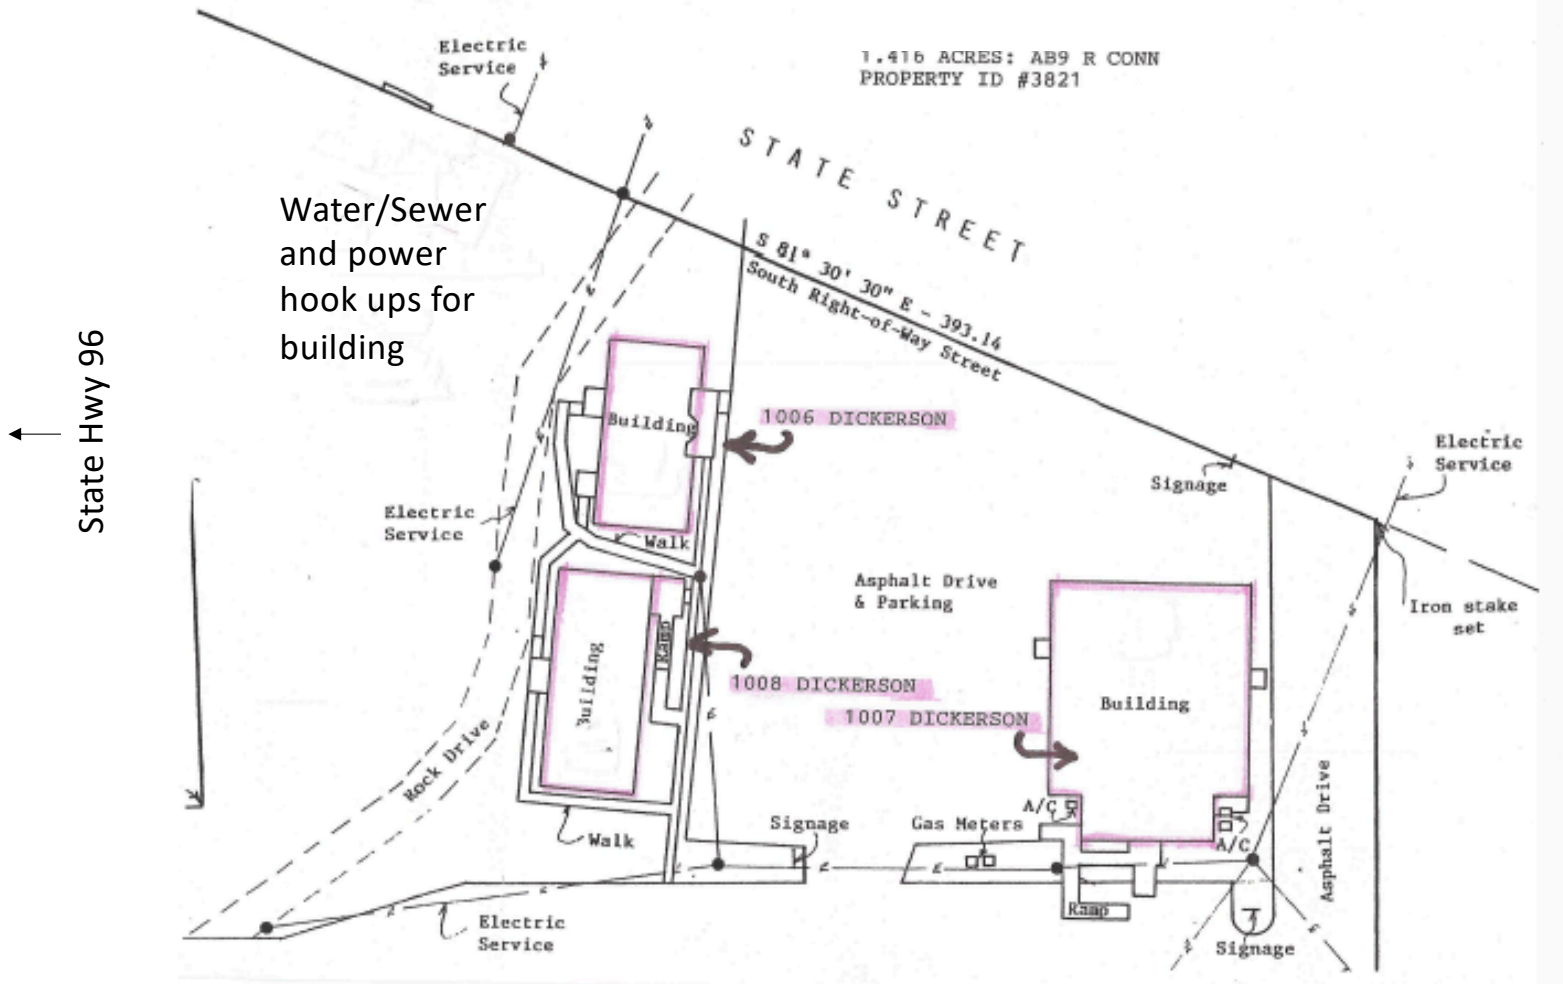 Electric
Service
1.416 ACRES: AB9 R CONN
PROPERTY ID #3821
STATE STREET
Water/Sewer
and power
hook ups for
building
S 81° 30' 30" E - 393.14
South Right-of-Way Street
State Hwy 96
Building
1006 DICKERSON
Electric
Service
Signage
Electric
Service
Walk
Asphalt Drive
& Parking
Iron stake
set
Building
Ramp
1008 DICKERSON
1007 DICKERSON
Building
Rock Drive
Asphalt Drive
A/C
Signage
Gas Meters
A/C
Walk
Ramp
Electric
Service
Signage